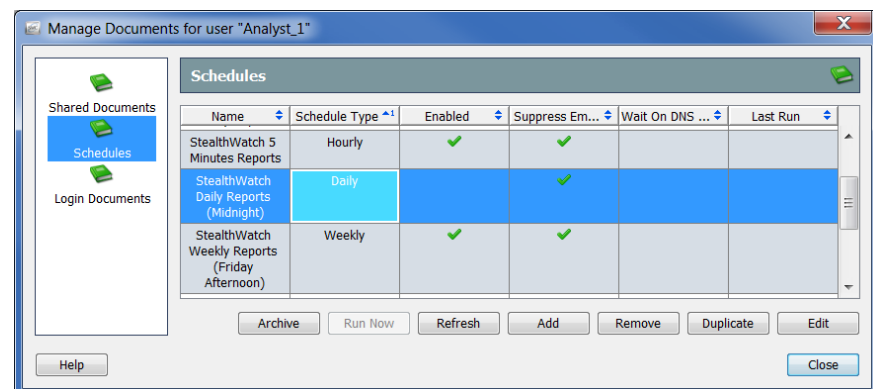 Manage Documents for user "Analyst_1"
X
Shared Documents
Schedules
Login Documents
Schedules
Name Schedule Type 1 Enabled Suppress Em... Wait On DNS ... Last Run
StealthWatch 5 Hourly
Minutes Reports
StealthWatch Daily
Daily Reports
(Midnight)
StealthWatch Weekly
Weekly Reports
(Friday
Afternoon)
Archive Run Now Refresh Add Remove Duplicate Edit
Help Close